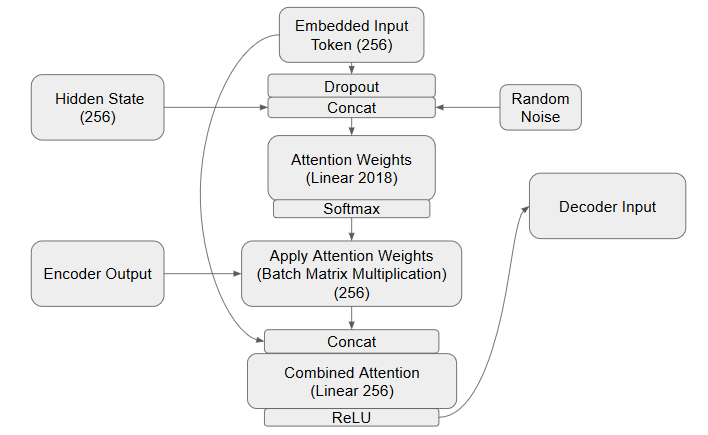 Embedded Input
Token (256)
Dropout
Hidden State
(256)
Concat
Random
Noise
Attention Weights
(Linear 2018)
Softmax
Decoder Input
Encoder Output
Apply Attention Weights
(Batch Matrix Multiplication)
(256)
Concat
Combined Attention
(Linear 256)
ReLU